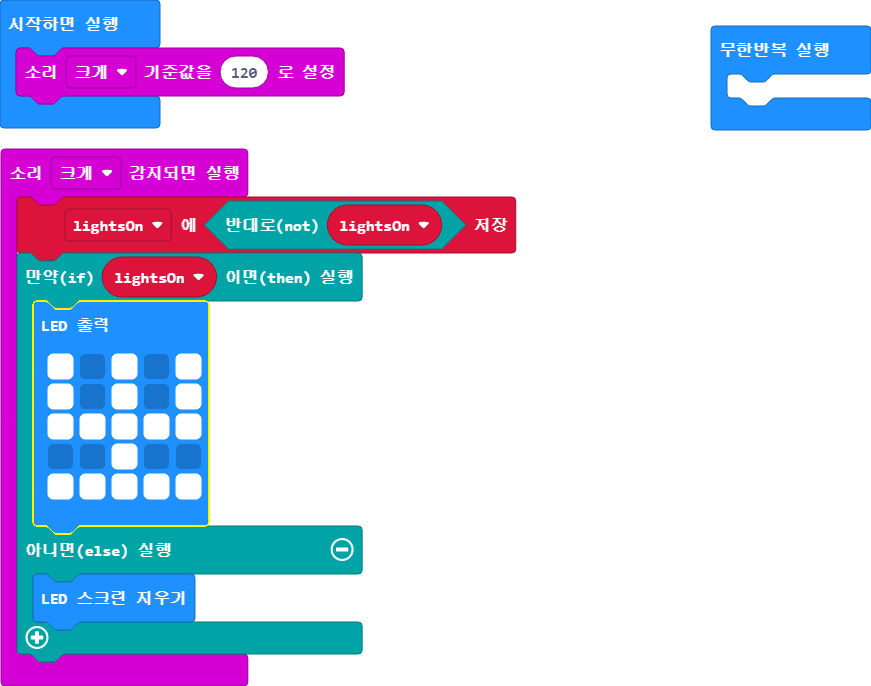 시작하면 실행
소리 크게 기준값을 120 로 설정
무한반복 실행
소리 크게 감지되면 실행
lightsOn 에 반대로(not) lightsOn 저장
만약(if) lightsOn 이면(then) 실행
LED 출력
아니면(else) 실행
LED 스크린 지우기